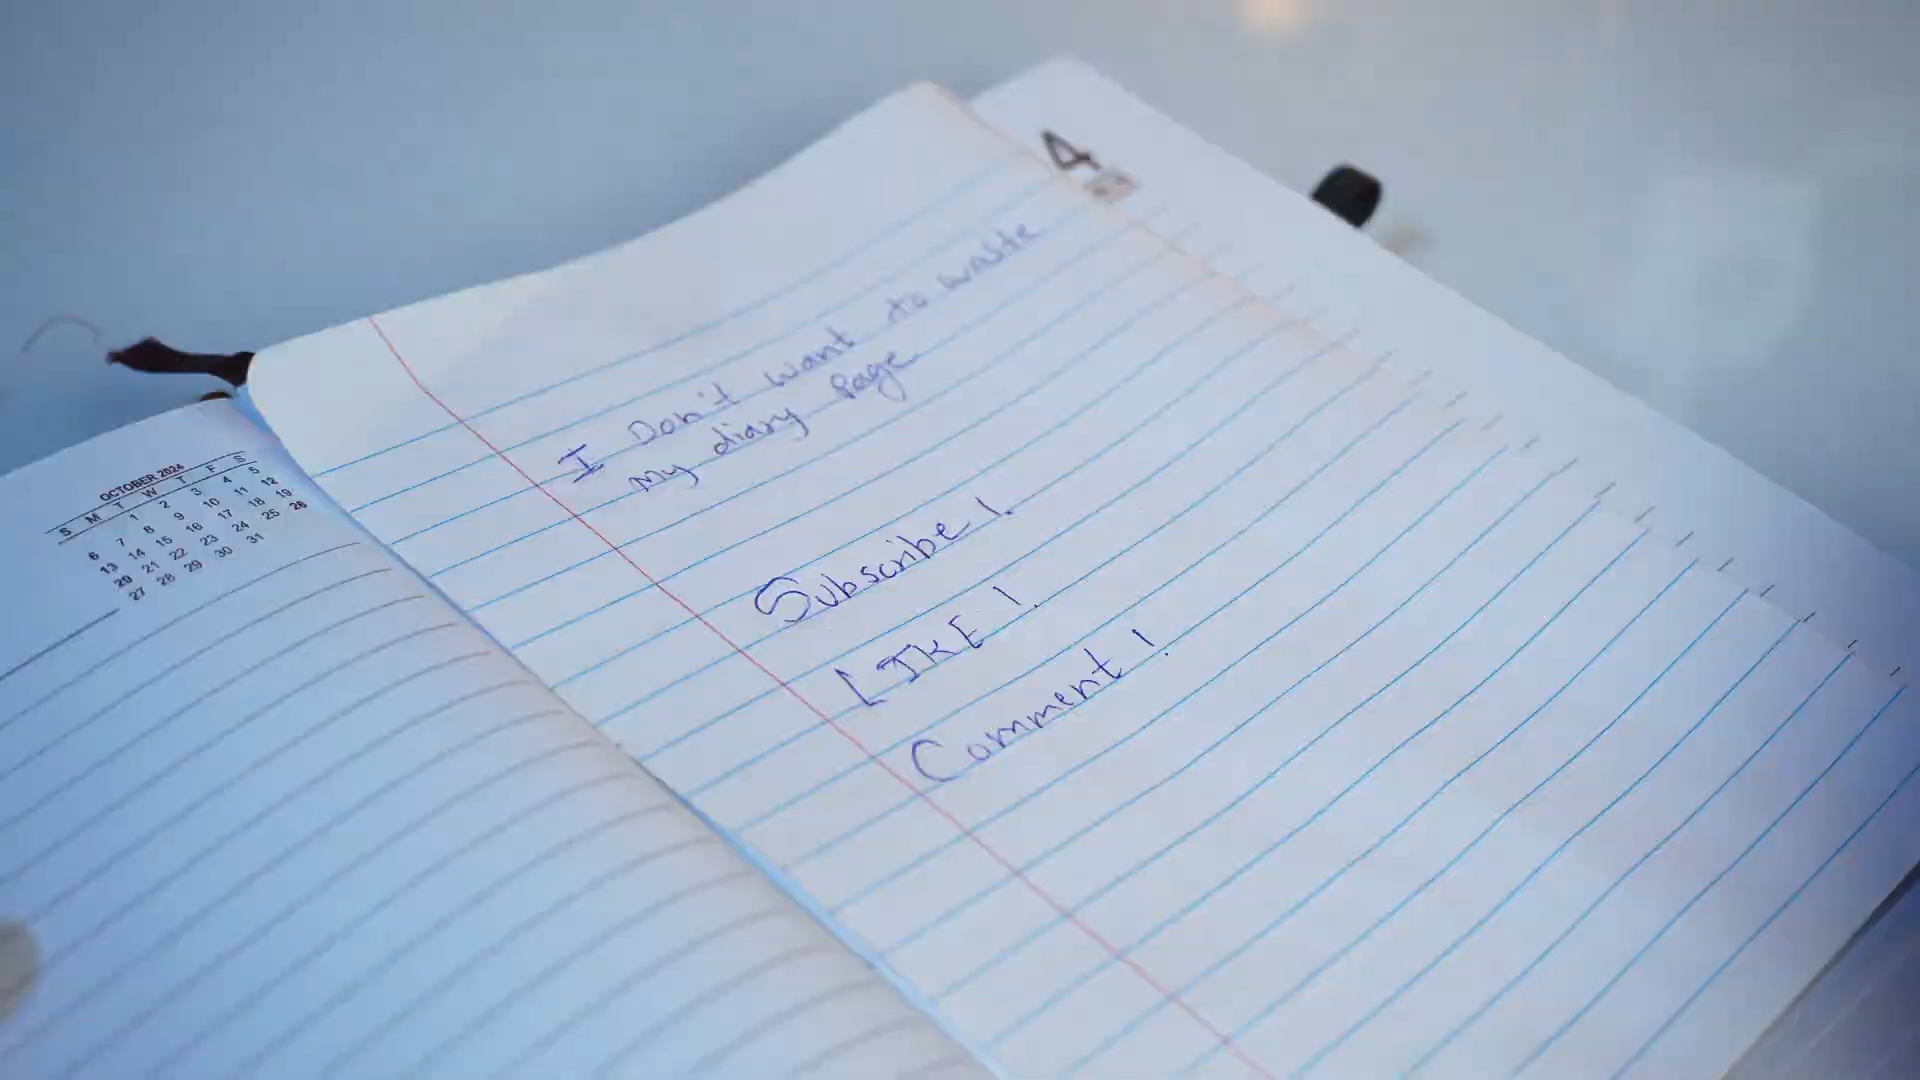 OCTOBER 2024
S M T W T F S
1 2 3 4 5
6 7 8 9 10 11 12
13 14 15 16 17 18 19
20 21 22 23 24 25 26
27 28 29 30 31
4
I Don't want to waste
my diary Page
Subscribe !
LIKE !
Comment !